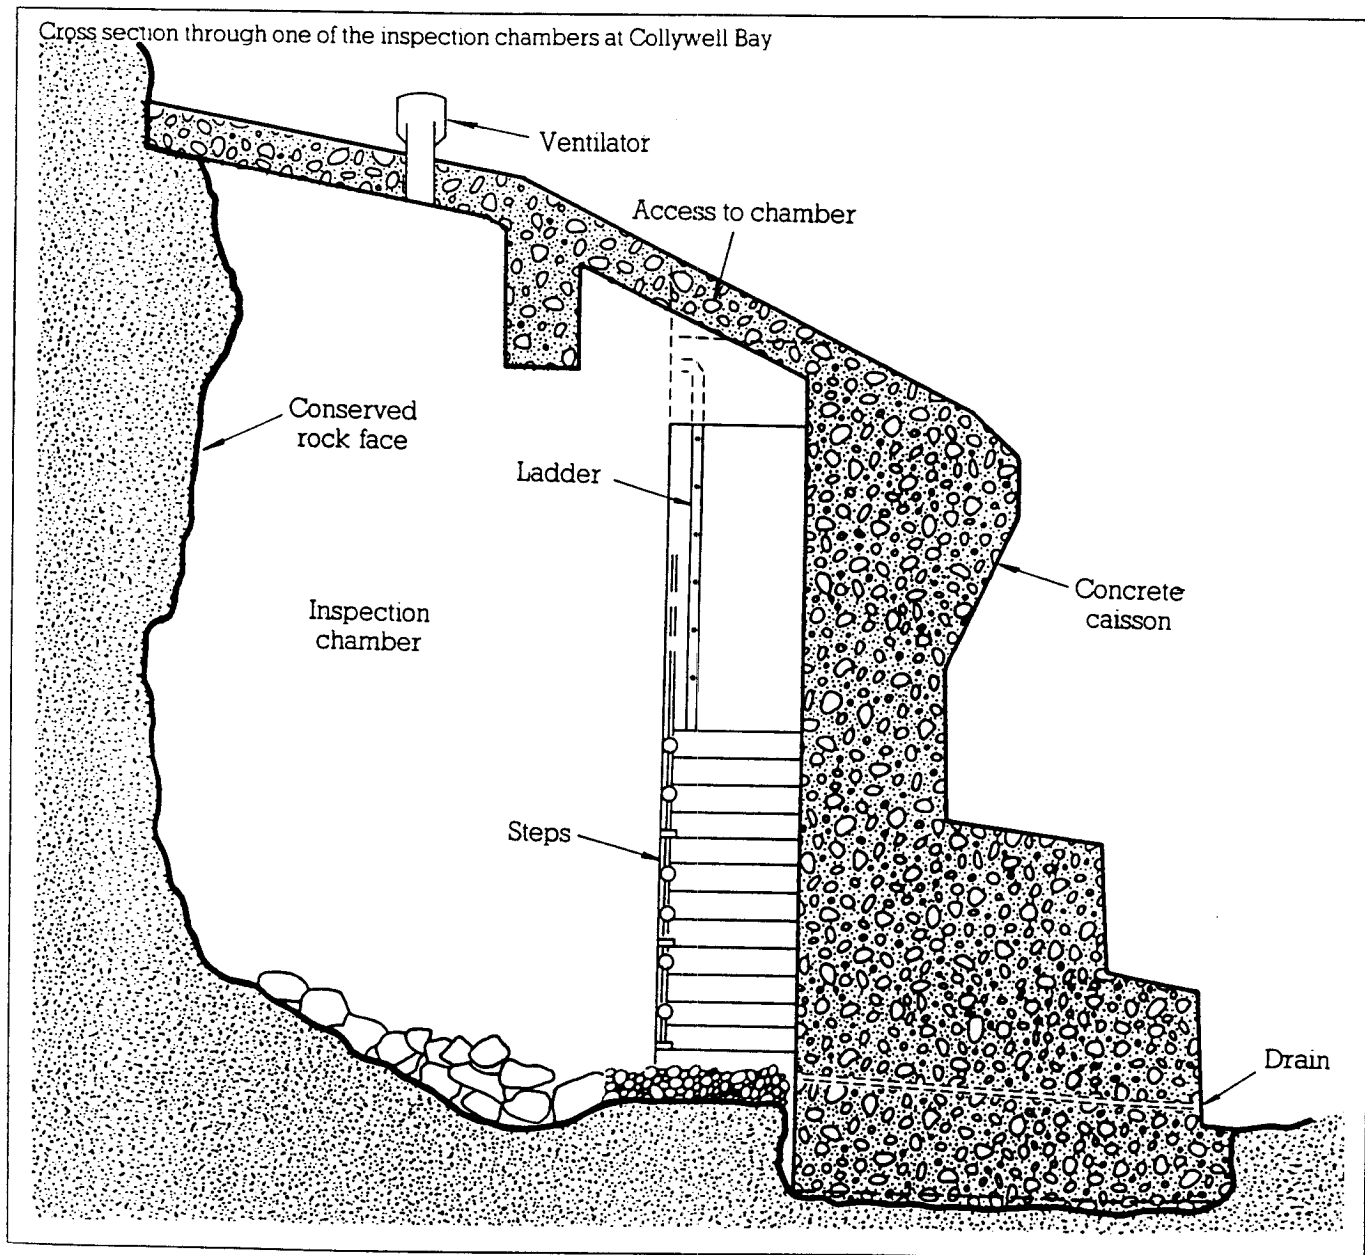 Cross section through one of the inspection chambers at Collywell Bay
Ventilator
Access to chamber
Conserved
rock face
Ladder
Inspection
chamber
Concrete
caisson
Steps
Drain